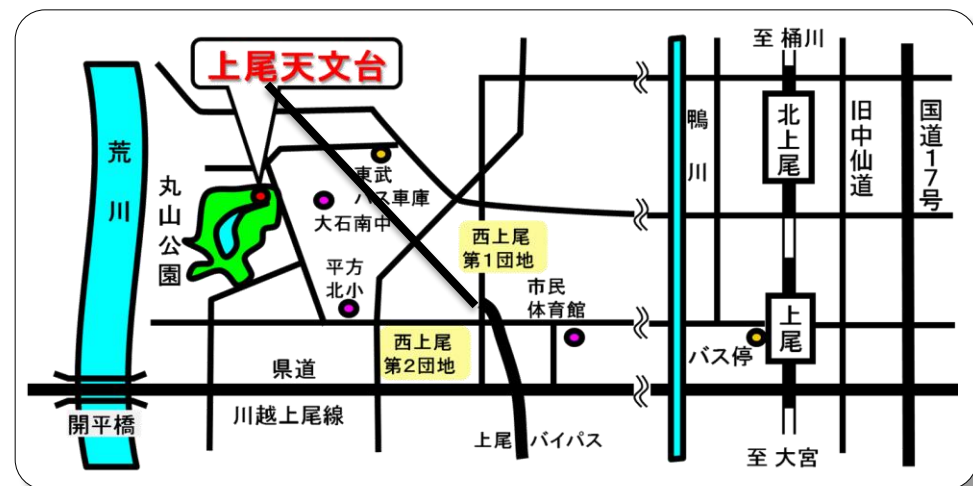 至 桶川
上尾天文台
荒川
丸山公園
東武
バス車庫
大石南中
平方
北小
西上尾
第1団地
市民
体育館
鴨川
北上尾
旧中仙道
国道17号
西上尾
第2団地
上尾
バス停
県道
川越上尾線
開平橋
上尾 バイパス
至 大宮